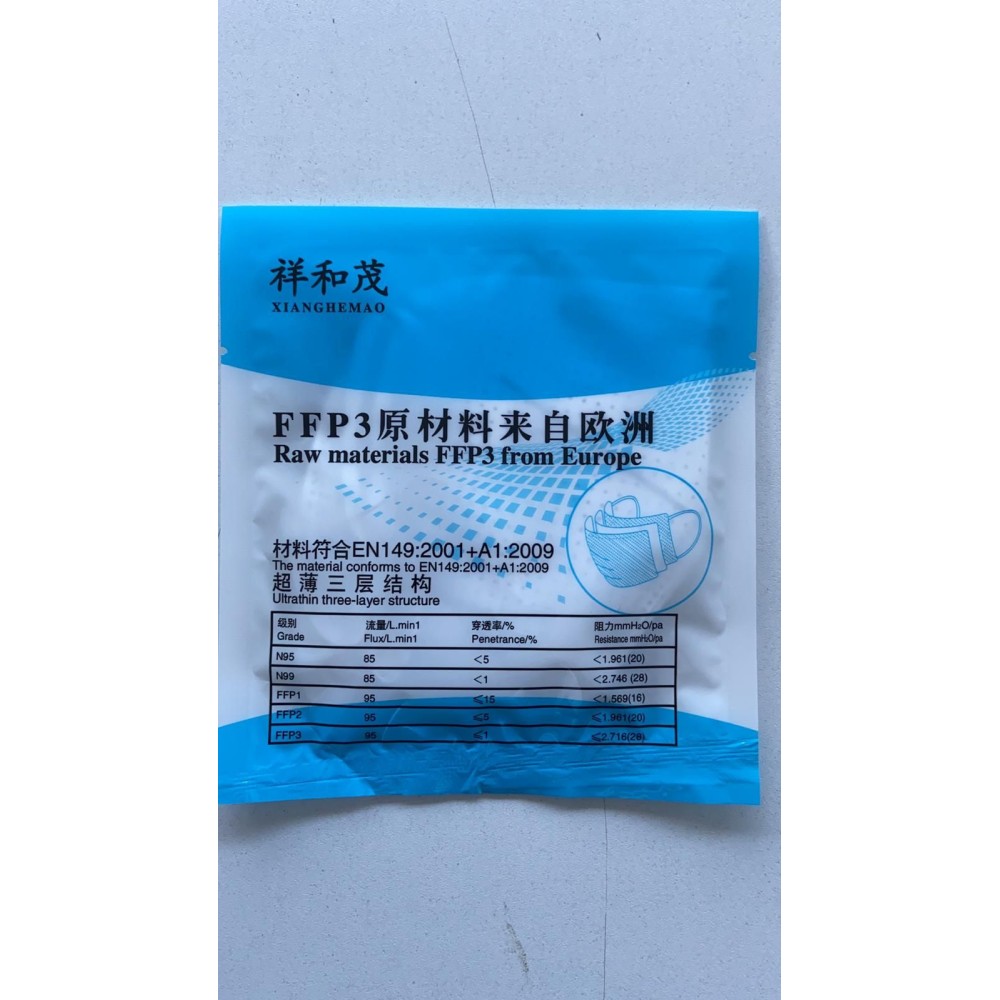 祥和茂
XIANGHEMAO
FFP3原材料来自欧洲
Raw materials FFP3 from Europe
材料符合EN149:2001+A1:2009
The material conforms to EN149:2001+A1:2009
超薄三层结构
Ultrathin three-layer structure
级别 流量/L.min1 穿透率/% 阻力mmH₂O/pa
Grade Flux/L.min1 Penetrance/% Resistance mmH₂O/pa
N95 85 <5 <1.961(20)
N99 85 <1 <2.746 (28)
FFP1 95 ⩽15 <1.569(16)
FFP2 95 ⩽5 ⩽1.961(20)
FFP3 95 ⩽1 ⩽2.716(28)